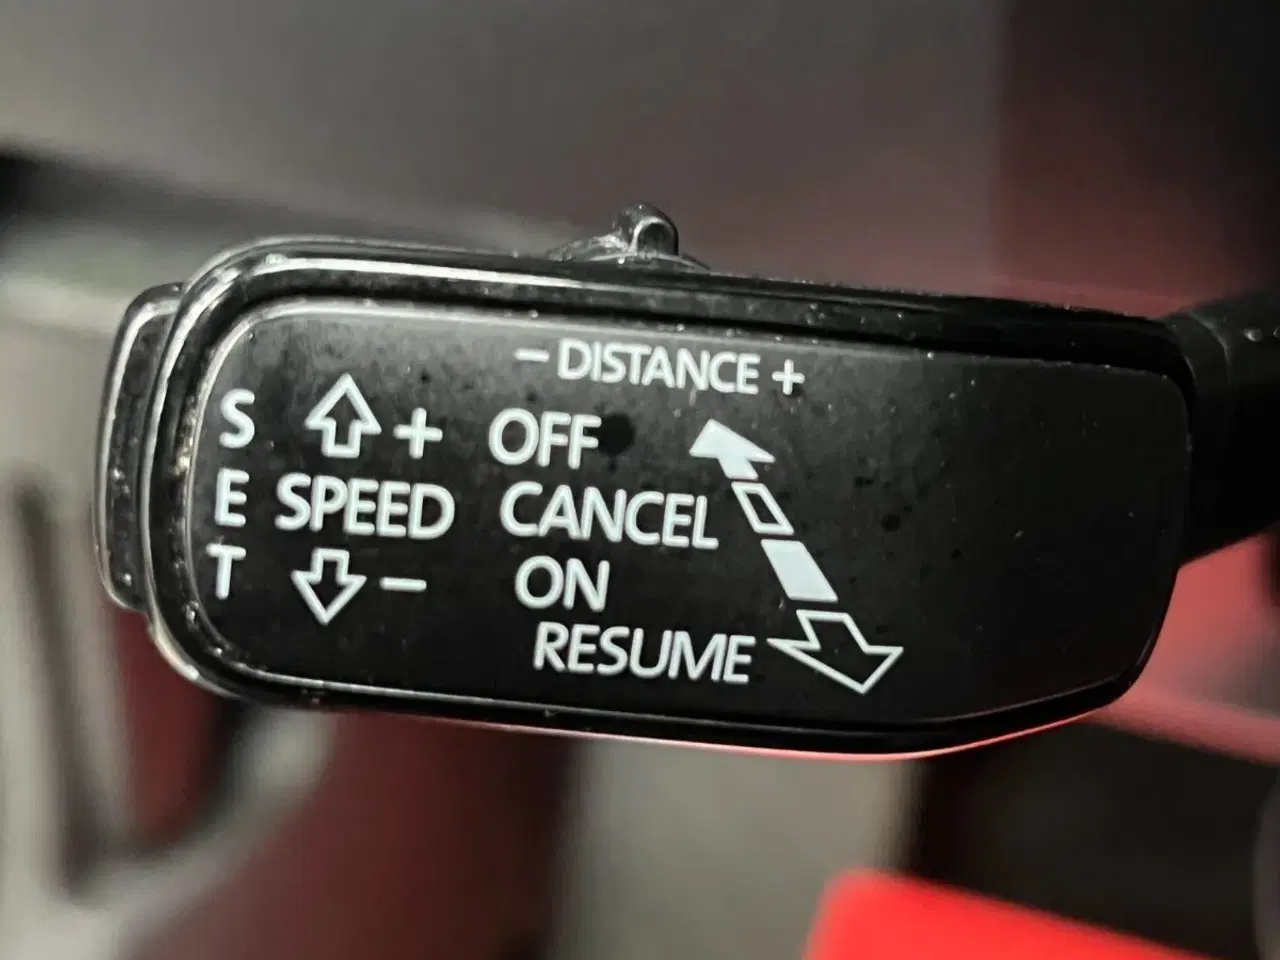 − DISTANCE +
S + OFF
E SPEED CANCEL
T − ON
RESUME